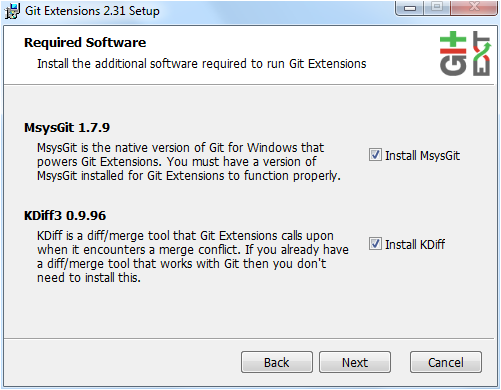 Git Extensions 2.31 Setup
Required Software
Install the additional software required to run Git Extensions
GIT
EXT
MsysGit 1.7.9
MsysGit is the native version of Git for Windows that
powers Git Extensions. You must have a version of
MsysGit installed for Git Extensions to function properly.
Install MsysGit
KDiff3 0.9.96
KDiff is a diff/merge tool that Git Extensions calls upon
when it encounters a merge conflict. If you already have
a diff/merge tool that works with Git then you don't
need to install this.
Install KDiff
Back
Next
Cancel